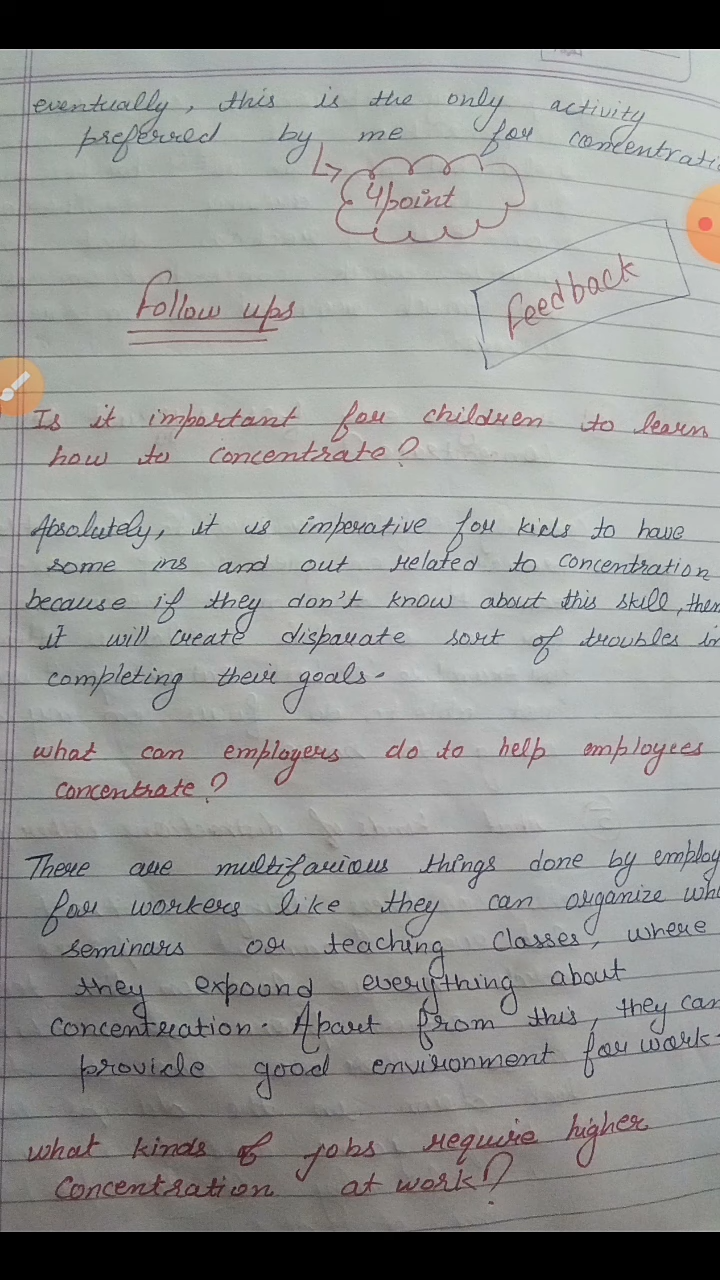 eventually, this is the only activity
preferred by me for concentrati
4point
Follow ups
Feedback
Is it important for children to learn
how to concentrate?
Absolutely, it is imperative for kids to have
some ins and out related to concentration
because if they don't know about this skill, then
it will create disparate sort of troubles in
completing their goals.
what can employers do to help employees
concentrate?
There are multifarious things done by employ
for workers like they can organize
seminars or teaching classes, where
they expound everything about
concentration. Apart from this, they can
provide good environment for work.
what kinds of jobs require higher
concentration at work?